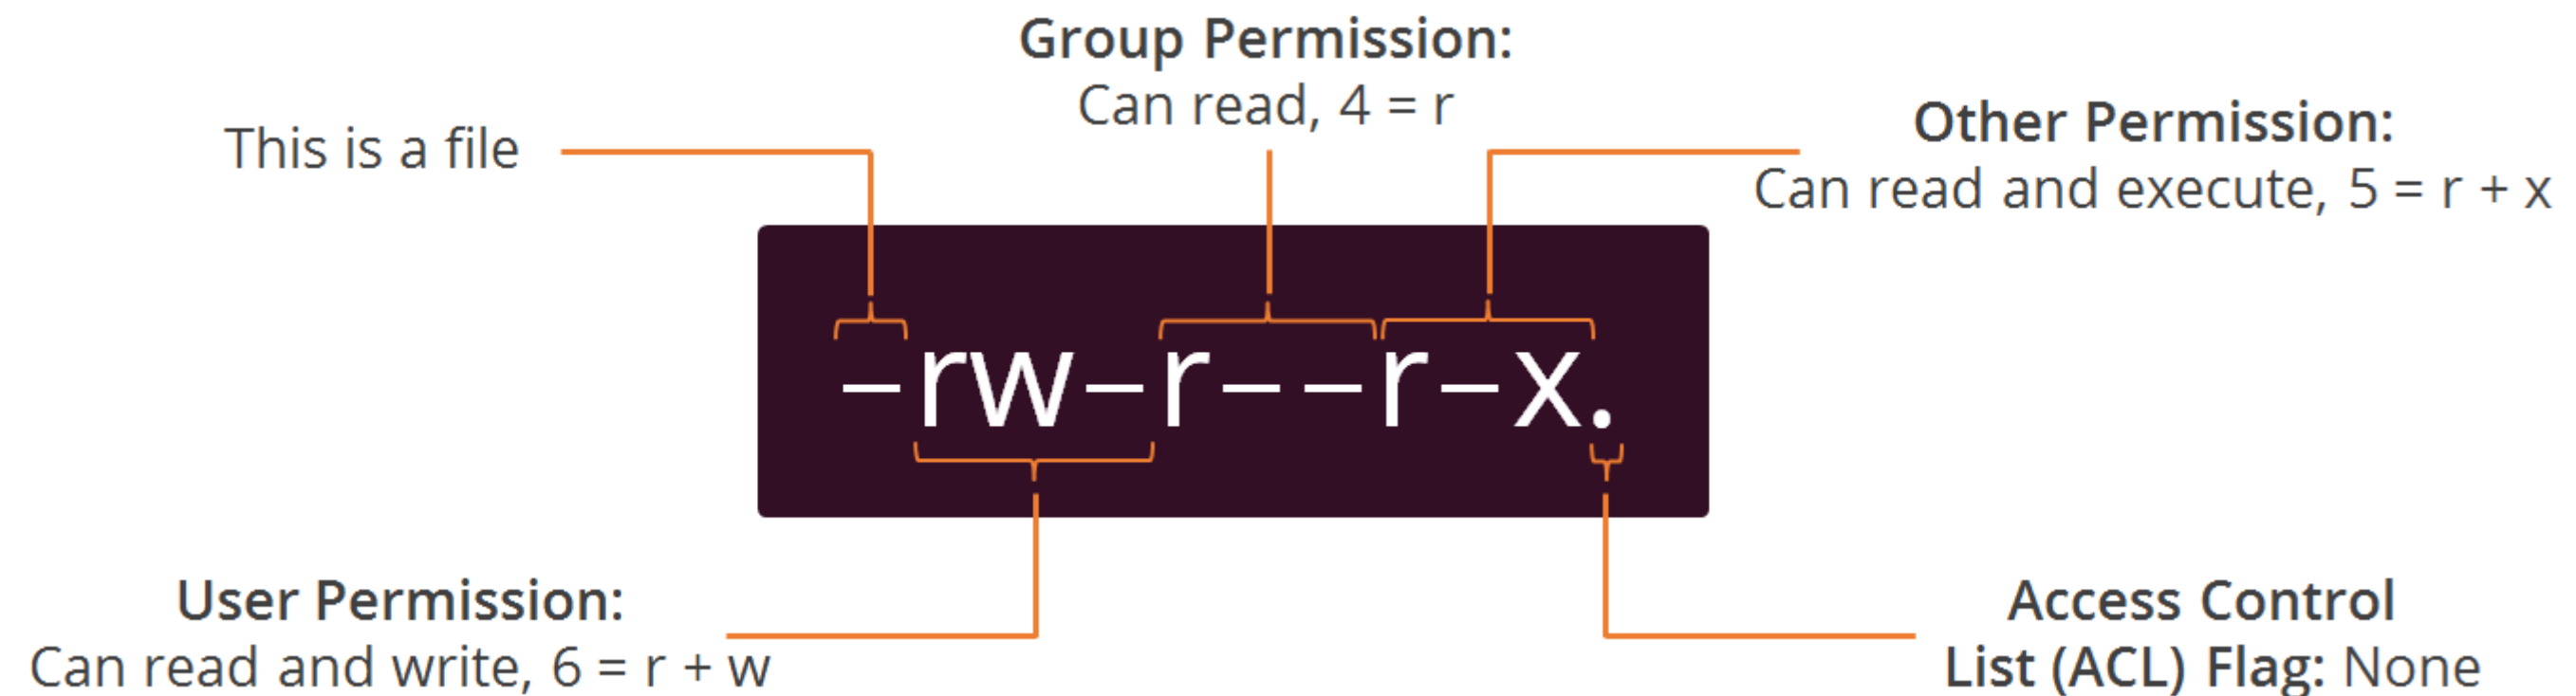 Group Permission:
Can read, 4 = r
This is a file
Other Permission:
Can read and execute, 5 = r + x
-rw-r--r-x.
User Permission:
Can read and write, 6 = r + w
Access Control
List (ACL) Flag: None